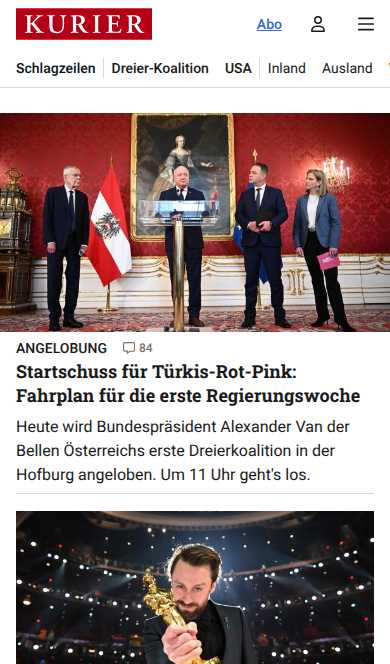 KURIER
Abo
Schlagzeilen
Dreier-Koalition
USA
Inland
Ausland
ANGELOBUNG
84
Startschuss für Türkis-Rot-Pink:
Fahrplan für die erste Regierungswoche
Heute wird Bundespräsident Alexander Van der
Bellen Österreichs erste Dreierkoalition in der
Hofburg angeloben. Um 11 Uhr geht's los.